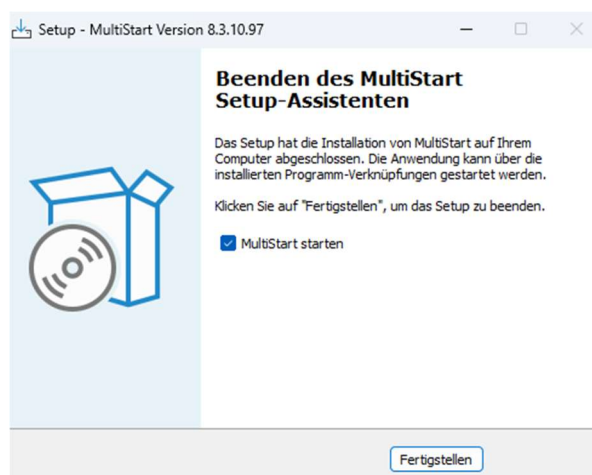 Setup - MultiStart Version 8.3.10.97
Beenden des MultiStart
Setup-Assistenten
Das Setup hat die Installation von MultiStart auf Ihrem
Computer abgeschlossen. Die Anwendung kann über die
installierten Programm-Verknüpfungen gestartet werden.
Klicken Sie auf "Fertigstellen", um das Setup zu beenden.
MultiStart starten
Fertigstellen